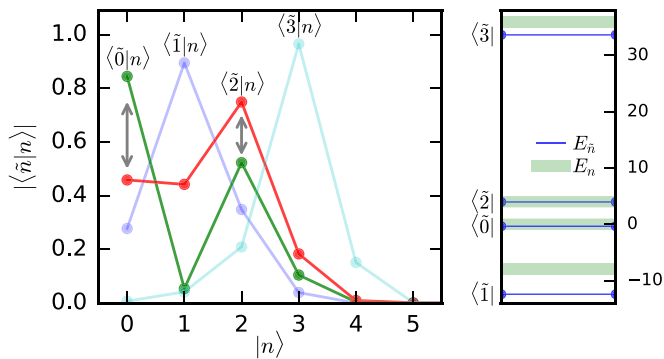 1.0
0.8
0.6
0.4
0.2
0.0
|⟨ñ|n⟩|
⟨0̃|n⟩
⟨1̃|n⟩
⟨2̃|n⟩
⟨3̃|n⟩
0 1 2 3 4 5
|n⟩
⟨3̃|
⟨2̃|
⟨0̃|
⟨1̃|
E_ñ
E_n
30
20
10
0
−10